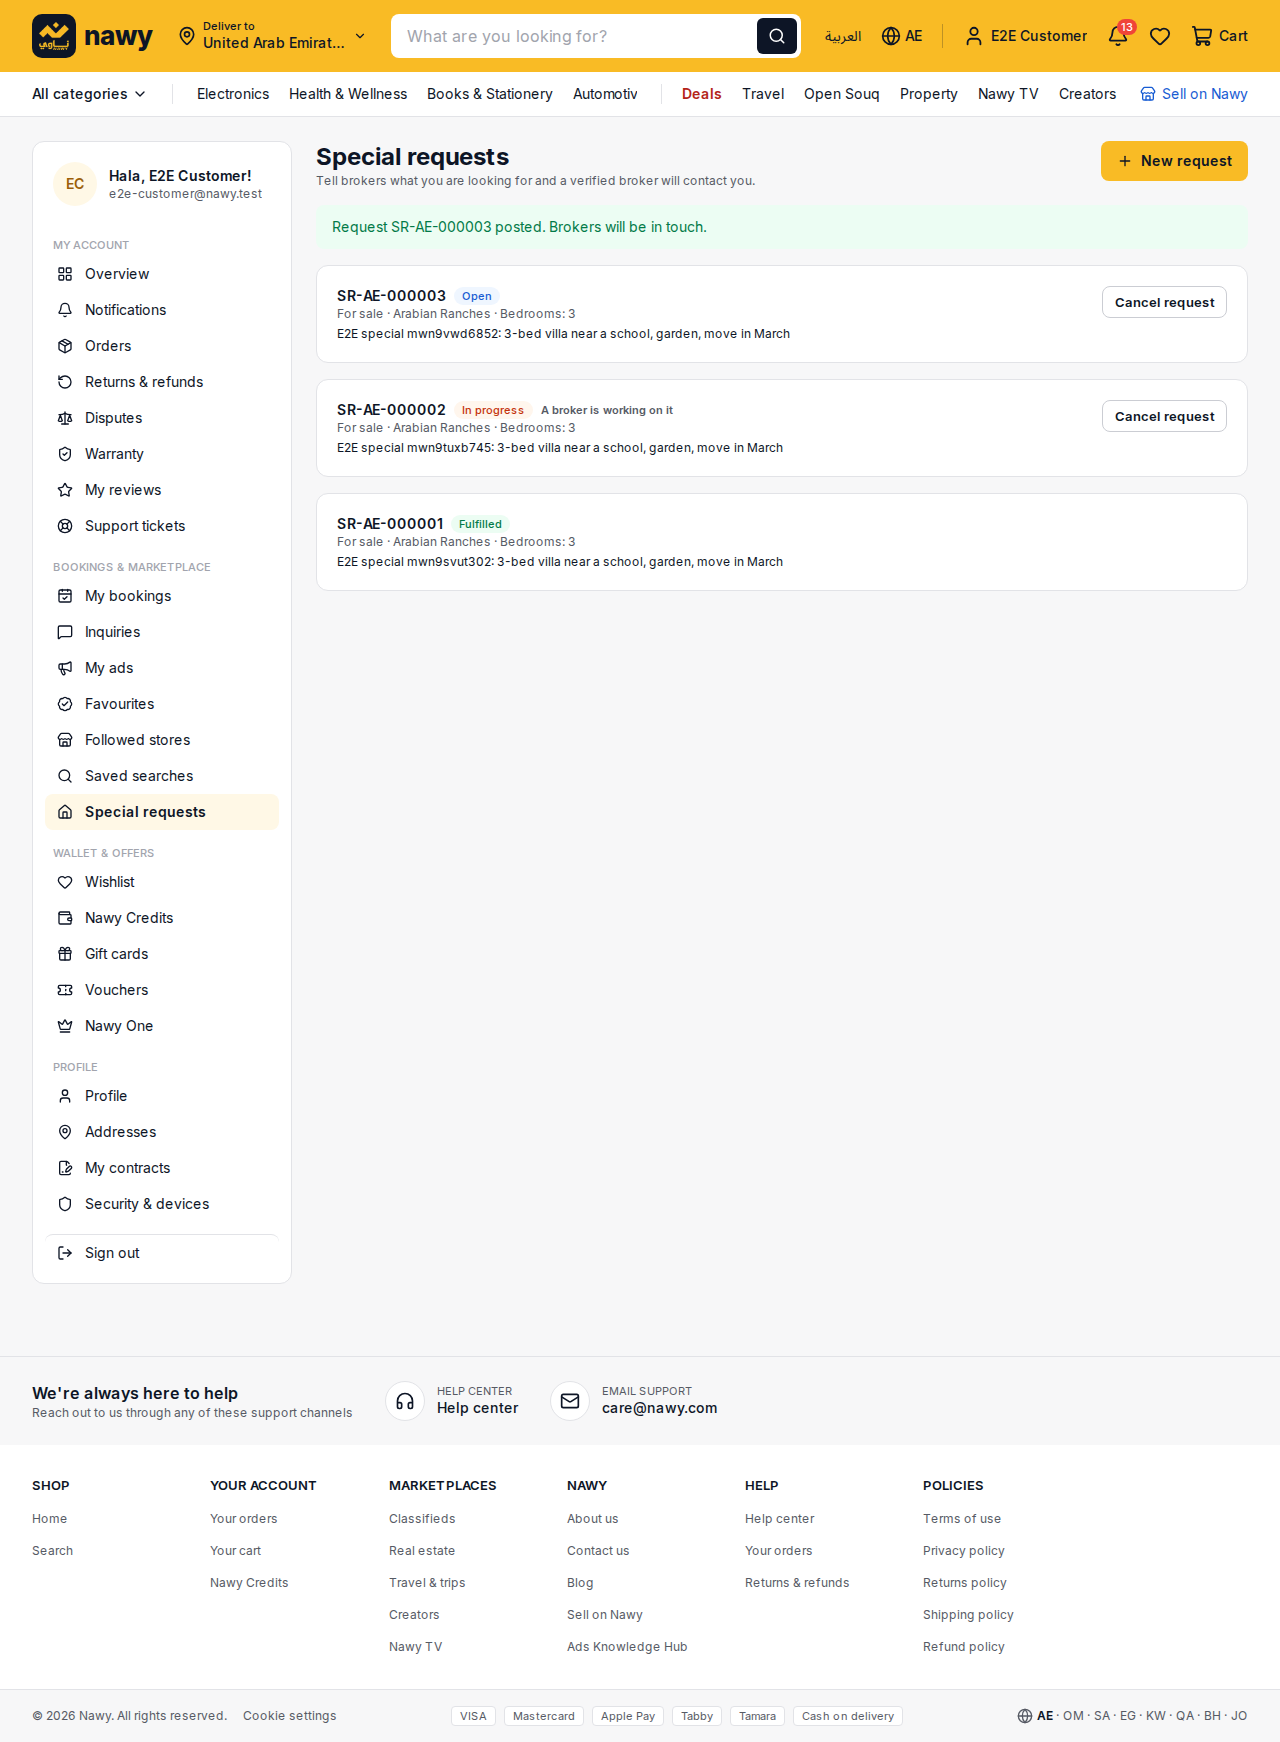 ناوي
NAWY
nawy
Deliver to
United Arab Emirat...
What are you looking for?
العربية
AE
E2E Customer
13
Cart
All categories
Electronics
Health & Wellness
Books & Stationery
Automotiv
Deals
Travel
Open Souq
Property
Nawy TV
Creators
Sell on Nawy
EC
Hala, E2E Customer!
e2e-customer@nawy.test
MY ACCOUNT
Overview
Notifications
Orders
Returns & refunds
Disputes
Warranty
My reviews
Support tickets
BOOKINGS & MARKETPLACE
My bookings
Inquiries
My ads
Favourites
Followed stores
Saved searches
Special requests
WALLET & OFFERS
Wishlist
Nawy Credits
Gift cards
Vouchers
Nawy One
PROFILE
Profile
Addresses
My contracts
Security & devices
Sign out
Special requests
Tell brokers what you are looking for and a verified broker will contact you.
New request
Request SR-AE-000003 posted. Brokers will be in touch.
SR-AE-000003 Open
For sale · Arabian Ranches · Bedrooms: 3
E2E special mwn9vwd6852: 3-bed villa near a school, garden, move in March
Cancel request
SR-AE-000002 In progress A broker is working on it
For sale · Arabian Ranches · Bedrooms: 3
E2E special mwn9tuxb745: 3-bed villa near a school, garden, move in March
Cancel request
SR-AE-000001 Fulfilled
For sale · Arabian Ranches · Bedrooms: 3
E2E special mwn9svut302: 3-bed villa near a school, garden, move in March
We're always here to help
Reach out to us through any of these support channels
HELP CENTER
Help center
EMAIL SUPPORT
care@nawy.com
SHOP
Home
Search
YOUR ACCOUNT
Your orders
Your cart
Nawy Credits
MARKETPLACES
Classifieds
Real estate
Travel & trips
Creators
Nawy TV
NAWY
About us
Contact us
Blog
Sell on Nawy
Ads Knowledge Hub
HELP
Help center
Your orders
Returns & refunds
POLICIES
Terms of use
Privacy policy
Returns policy
Shipping policy
Refund policy
© 2026 Nawy. All rights reserved.
Cookie settings
VISA
Mastercard
Apple Pay
Tabby
Tamara
Cash on delivery
AE · OM · SA · EG · KW · QA · BH · JO